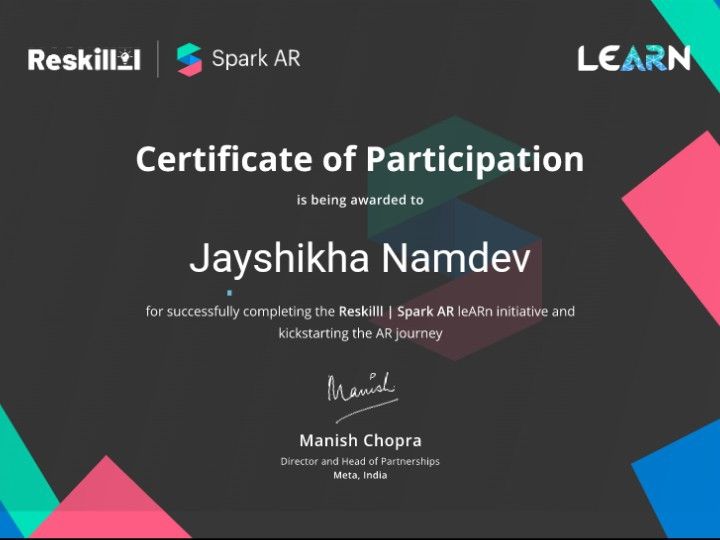 Reskilll
Spark AR
LEARN
Certificate of Participation
is being awarded to
Jayshikha Namdev
for successfully completing the Reskilll | Spark AR leARn initiative and
kickstarting the AR journey
Manish
Manish Chopra
Director and Head of Partnerships
Meta, India